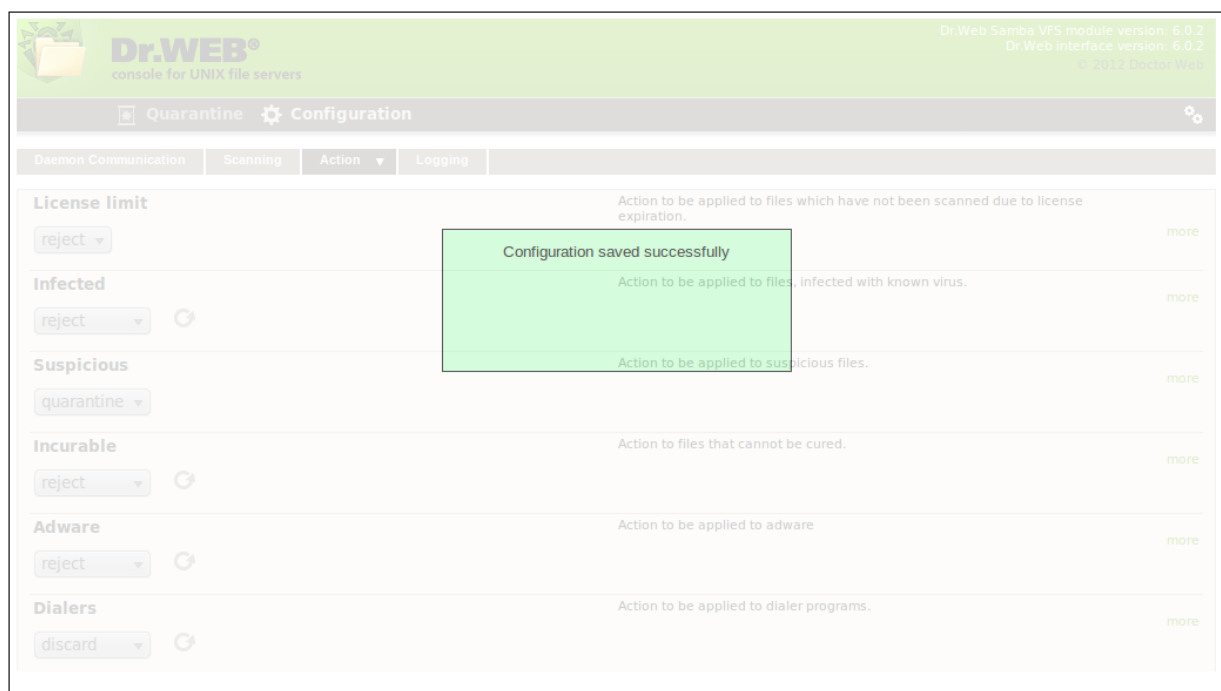 Dr.WEB®
console for UNIX file servers
Dr.Web Samba VFS module version: 6.0.2
Dr.Web interface version: 6.0.2
© 2012 Doctor Web
Quarantine Configuration
Daemon Communication Scanning Action Logging
License limit
Action to be applied to files which have not been scanned due to license
expiration.
reject
more
Configuration saved successfully
Infected
Action to be applied to files, infected with known virus.
more
reject
Suspicious
Action to be applied to suspicious files.
more
quarantine
Incurable
Action to files that cannot be cured.
more
reject
Adware
Action to be applied to adware
more
reject
Dialers
Action to be applied to dialer programs.
more
discard